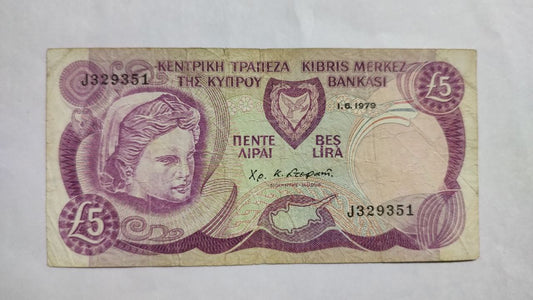 ΚΕΝΤΡΙΚΗ ΤΡΑΠΕΖΑ KIBRIS MERKEZ
ΤΗΣ ΚΥΠΡΟΥ BANKASI
J329351
£5
1.6.1979
ΠΕΝΤΕ BEŞ
ΛΙΡΑΙ LİRA
J329351
£5